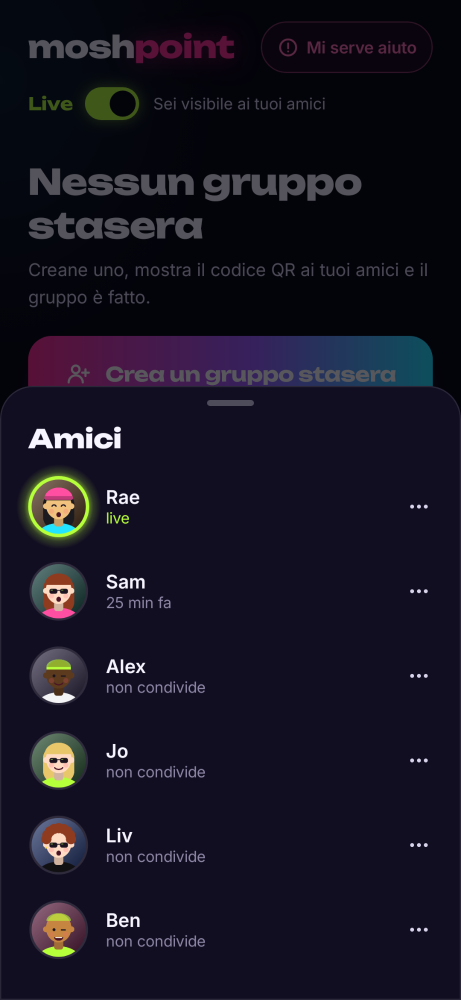 moshpoint
Mi serve aiuto
Live
Sei visibile ai tuoi amici
Nessun gruppo
stasera
Creane uno, mostra il codice QR ai tuoi amici e il
gruppo è fatto.
Crea un gruppo stasera
Amici
Rae
live
Sam
25 min fa
Alex
non condivide
Jo
non condivide
Liv
non condivide
Ben
non condivide